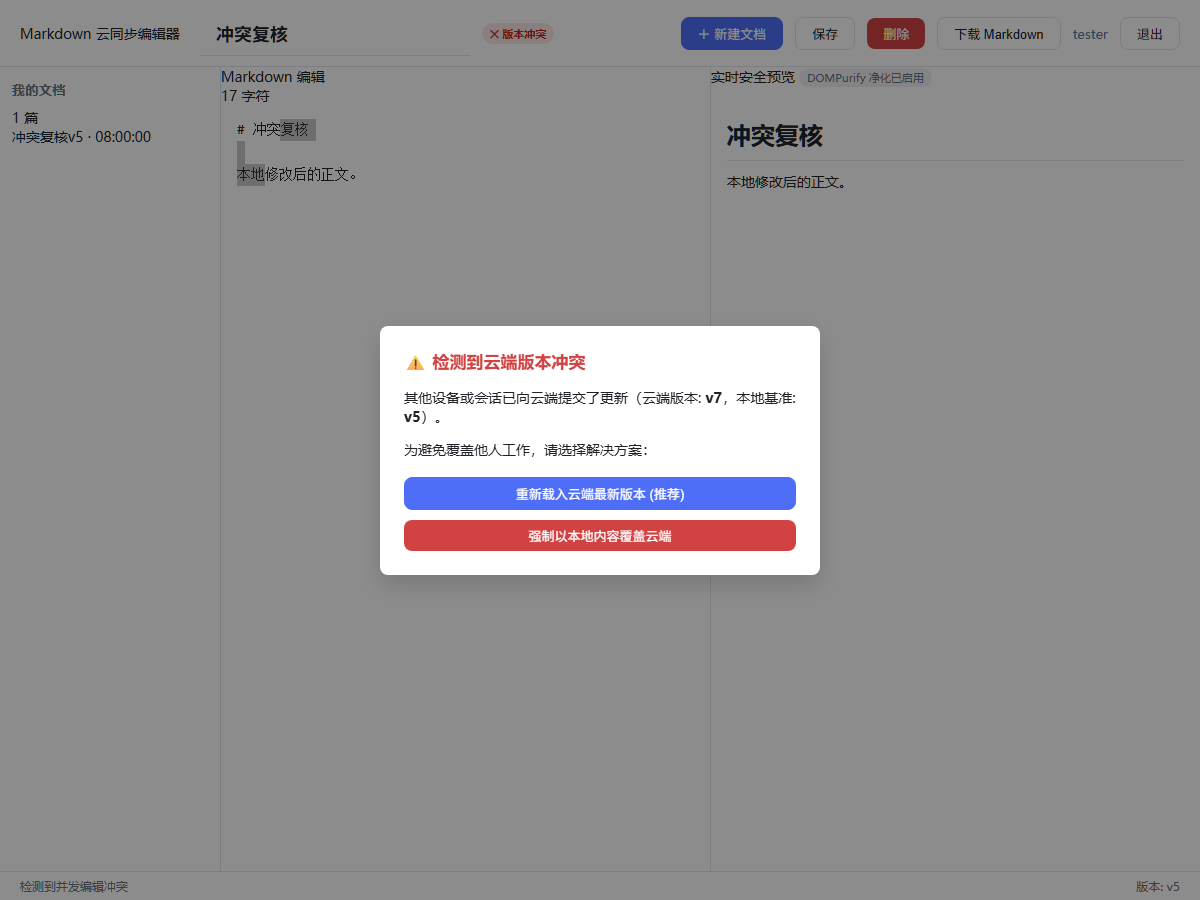 Markdown 云同步编辑器
冲突复核
✕ 版本冲突
＋ 新建文档
保存
删除
下载 Markdown
tester
退出
我的文档
1 篇
冲突复核v5 · 08:00:00
Markdown 编辑
17 字符
# 冲突复核
本地修改后的正文。
实时安全预览 DOMPurify 净化已启用
冲突复核
本地修改后的正文。
⚠️ 检测到云端版本冲突
其他设备或会话已向云端提交了更新（云端版本: v7，本地基准:
v5）。
为避免覆盖他人工作，请选择解决方案：
重新载入云端最新版本 (推荐)
强制以本地内容覆盖云端
检测到并发编辑冲突
版本: v5